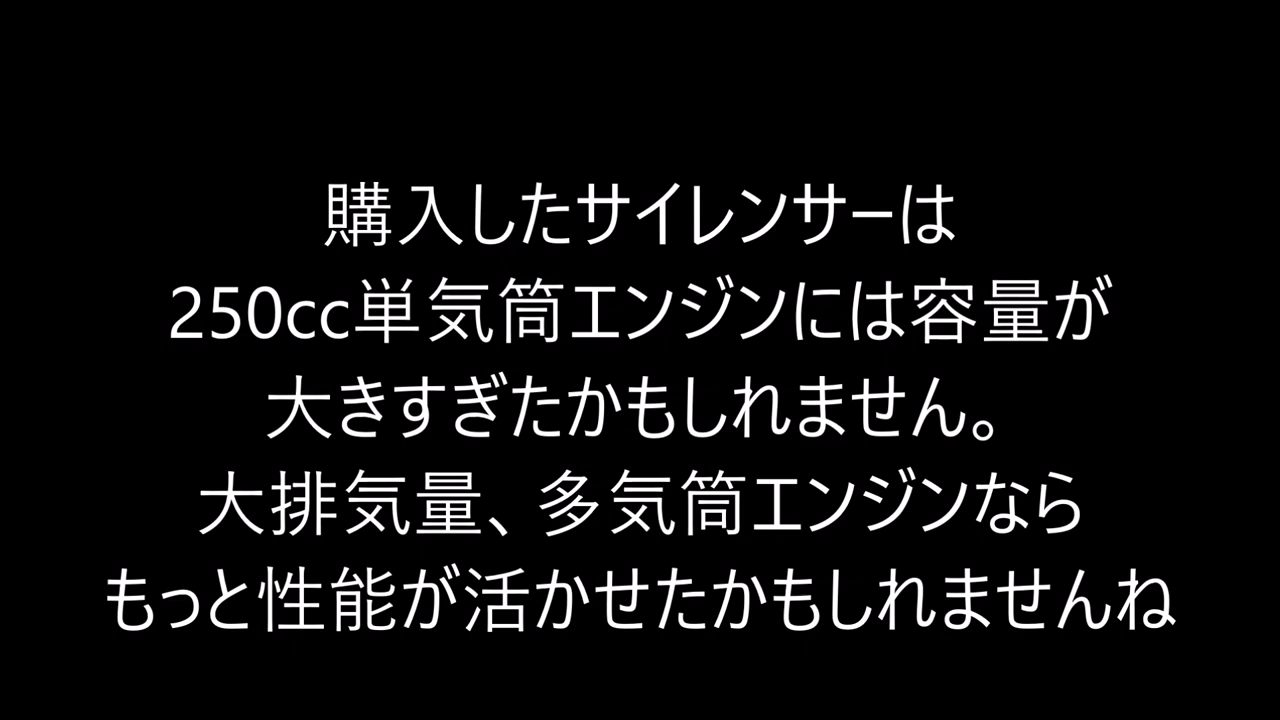 購入したサイレンサーは
250cc単気筒エンジンには容量が
大きすぎたかもしれません。
大排気量、多気筒エンジンなら
もっと性能が活かせたかもしれませんね